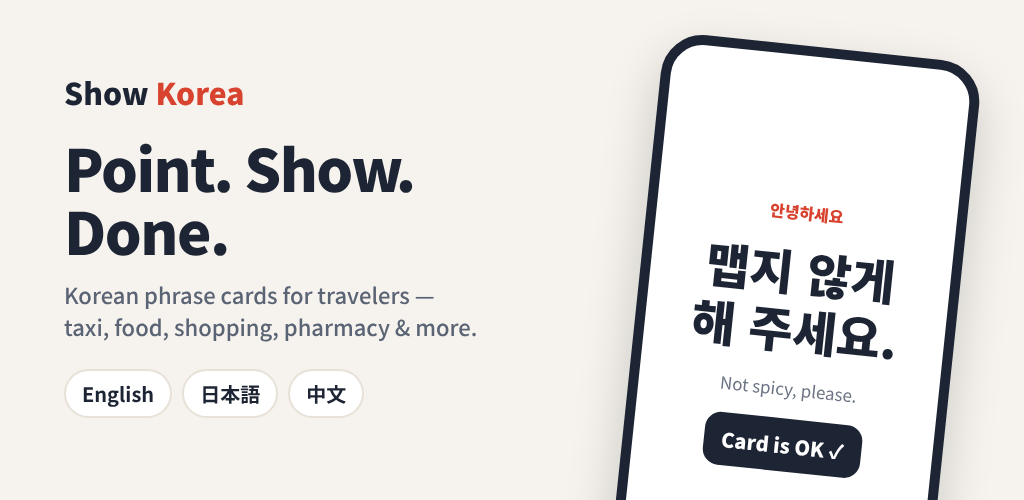 Show Korea
Point. Show.
Done.
Korean phrase cards for travelers —
taxi, food, shopping, pharmacy & more.
English
日本語
中文
안녕하세요
맵지 않게
해 주세요.
Not spicy, please.
Card is OK ✓